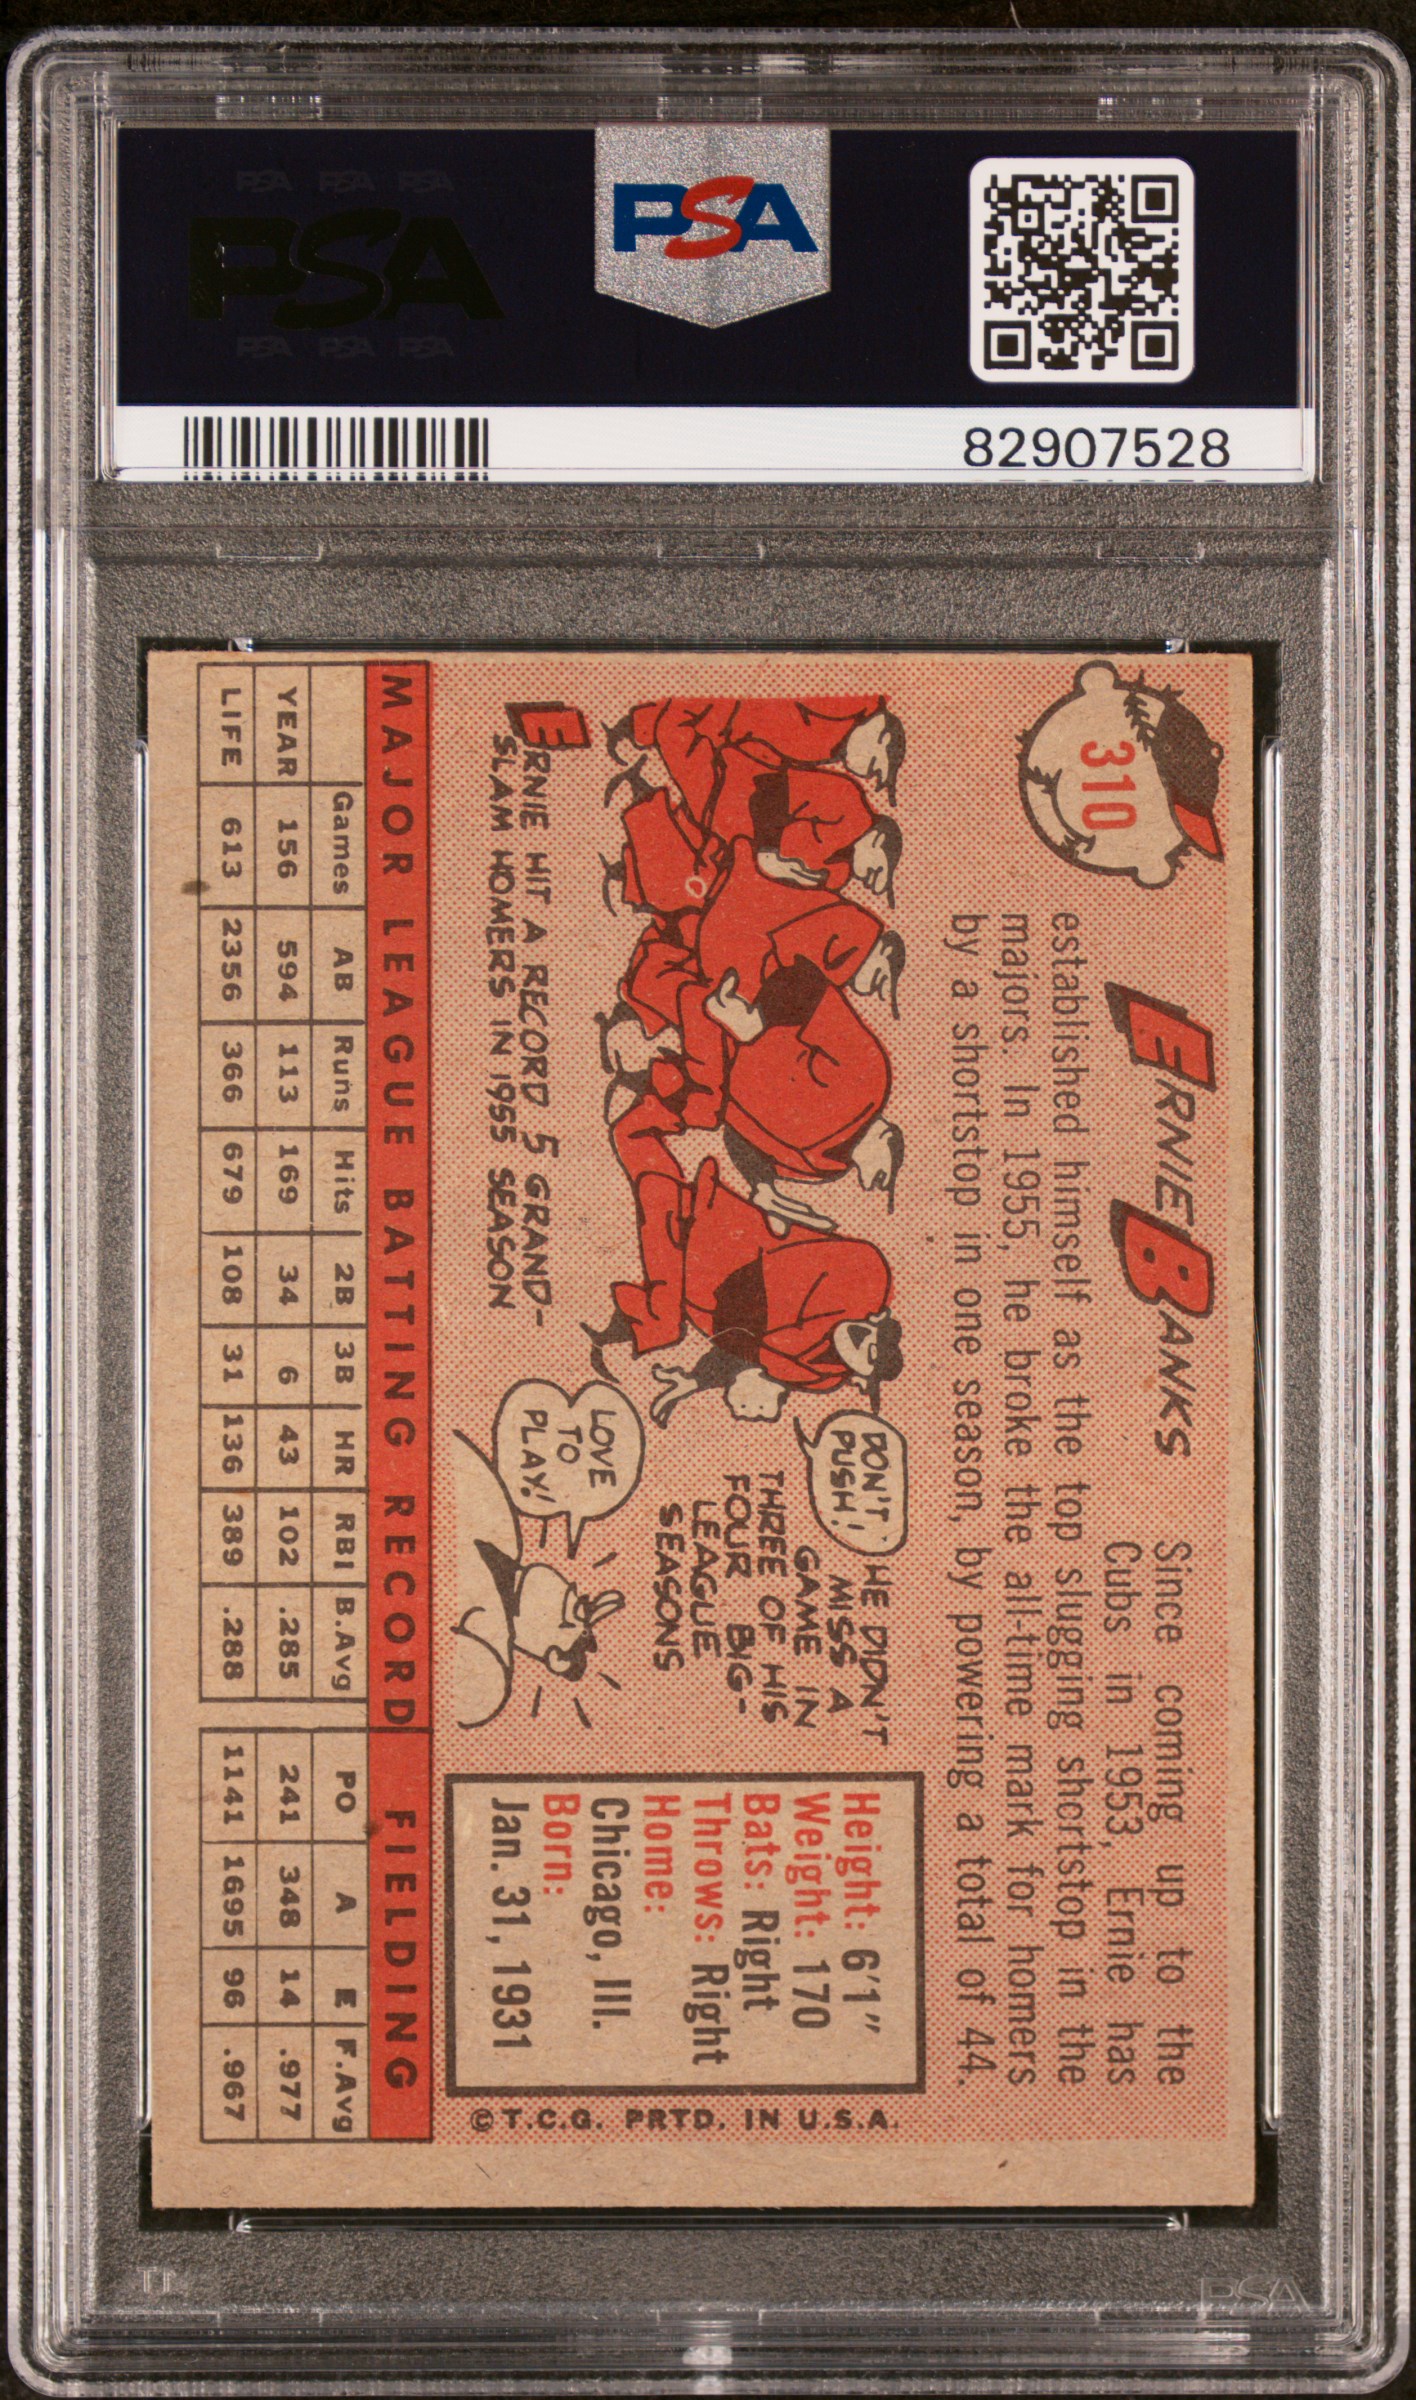 PSA PSA PSA
PSA
PSA PSA PSA
PSA
82907528
310
ERNIE BANKS
Since coming up to the
Cubs in 1953, Ernie has
established himself as the top slugging shortstop in the
majors. In 1955, he broke the all-time mark for homers
by a shortstop in one season, by powering a total of 44.
ERNIE HIT A RECORD 5 GRAND-
SLAM HOMERS IN 1955 SEASON
DON'T
PUSH!
HE DIDN'T
MISS A
GAME IN
THREE OF HIS
FOUR BIG-
LEAGUE
SEASONS
LOVE
TO
PLAY!
Height: 6'1"
Weight: 170
Bats: Right
Throws: Right
Home:
Chicago, Ill.
Born:
Jan. 31, 1931
© T.C.G. PRTD. IN U.S.A.
MAJOR LEAGUE BATTING RECORD FIELDING
Games AB Runs Hits 2B 3B HR RBI B.Avg PO A E F.Avg
YEAR 156 594 113 169 34 6 43 102 .285 241 348 14 .977
LIFE 613 2356 366 679 108 31 136 389 .288 1141 1695 96 .967
PSA